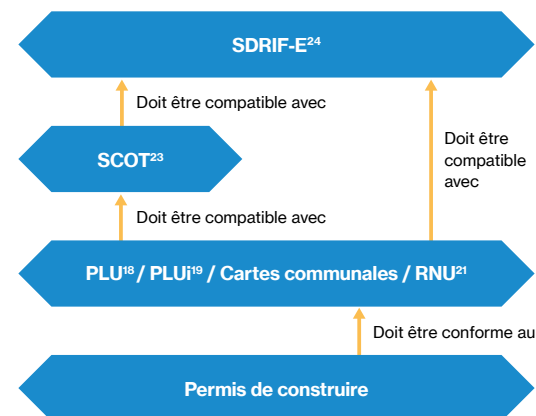 SDRIF-E²⁴
Doit être compatible avec
Doit être
compatible
avec
SCOT²³
Doit être compatible avec
PLU¹⁸ / PLUi¹⁹ / Cartes communales / RNU²¹
Doit être conforme au
Permis de construire